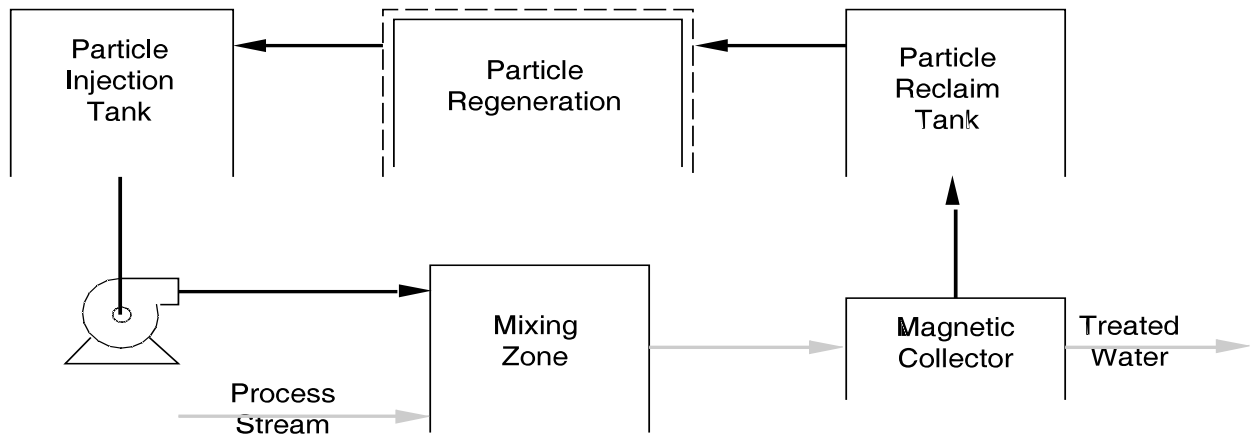 Particle
Injection
Tank
Particle
Regeneration
Particle
Reclaim
Tank
Mixing
Zone
Magnetic
Collector
Treated
Water
Process
Stream